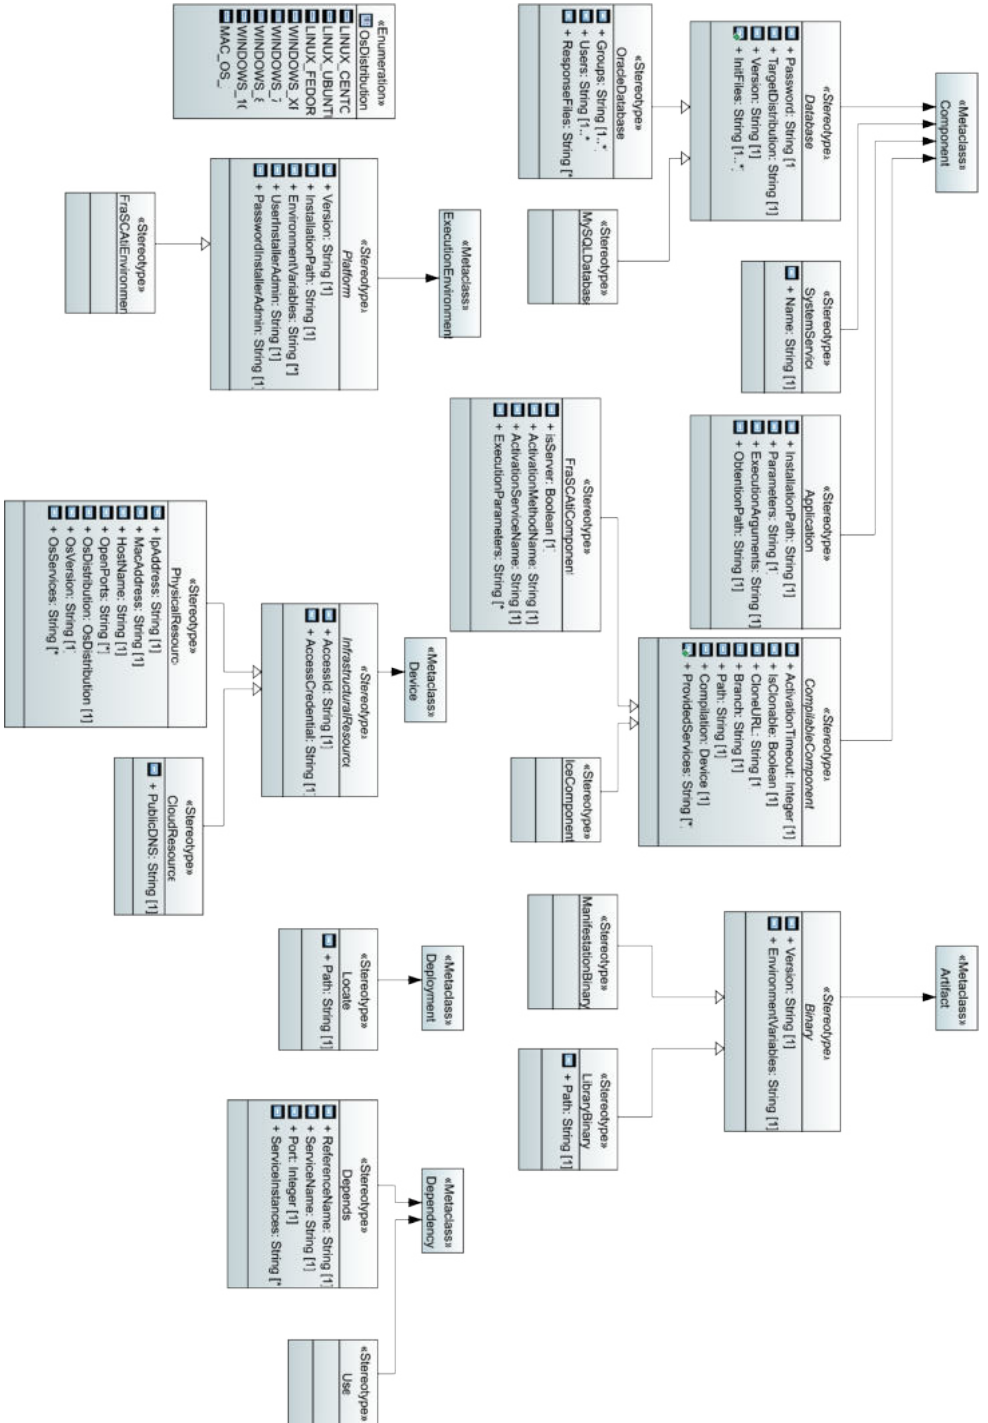 «Metaclass»
Component
«Stereotype»
Database
+ Password: String [1
+ TargetDistribution: String [1]
+ Version: String [1]
+ InitFiles: String [1..*
«Stereotype»
SystemService
+ Name: String [1]
«Stereotype»
Application
+ InstallationPath: String [1]
+ Parameters: String [1
+ ExecutionArguments: String [1]
+ ObtentionPath: String [1]
«Stereotype»
CompilableComponent
+ ActivationTimeout: Integer [1]
+ IsClonable: Boolean [1]
+ CloneURL: String [1
+ Branch: String [1]
+ Path: String [1]
+ Compilation: Device [1]
+ ProvidedServices: String [*
«Metaclass»
Artifact
«Stereotype»
Binary
+ Version: String [1]
+ EnvironmentVariables: String [1]
«Stereotype»
OracleDatabase
+ Groups: String [1..*
+ Users: String [1..*
+ ResponseFiles: String [*
«Stereotype»
MySQLDatabase
«Stereotype»
FraSCAtiComponent
+ isServer: Boolean [1
+ ActivationMethodName: String [1]
+ ActivationServiceName: String [1]
+ ExecutionParameters: String [*
«Stereotype»
IceComponent
«Stereotype»
ManifestationBinary
«Stereotype»
LibraryBinary
+ Path: String [1]
«Enumeration»
OsDistribution
LINUX_CENTC
LINUX_UBUNTU
LINUX_FEDOR
WINDOWS_XF
WINDOWS_7
WINDOWS_8
WINDOWS_1(
MAC_OS_
«Metaclass»
ExecutionEnvironment
«Stereotype»
Platform
+ Version: String [1]
+ InstallationPath: String [1]
+ EnvironmentVariables: String [*]
+ UserInstallerAdmin: String [1]
+ PasswordInstallerAdmin: String [1
«Stereotype»
FraSCAtiEnvironmen
«Metaclass»
Device
«Stereotype»
InfrastructuralResource
+ AccessId: String [1]
+ AccessCredential: String [1
«Stereotype»
PhysicalResourc
+ IpAddress: String [1]
+ MacAddress: String [1]
+ HostName: String [1]
+ OpenPorts: String [*]
+ OsDistribution: OsDistribution [1]
+ OsVersion: String [1
+ OsServices: String [*
«Stereotype»
CloudResource
+ PublicDNS: String [1]
«Metaclass»
Deployment
«Stereotype»
Locate
+ Path: String [1]
«Metaclass»
Dependency
«Stereotype»
Depends
+ ReferenceName: String [1]
+ ServiceName: String [1]
+ Port: Integer [1]
+ ServiceInstances: String [*
«Stereotype»
Use